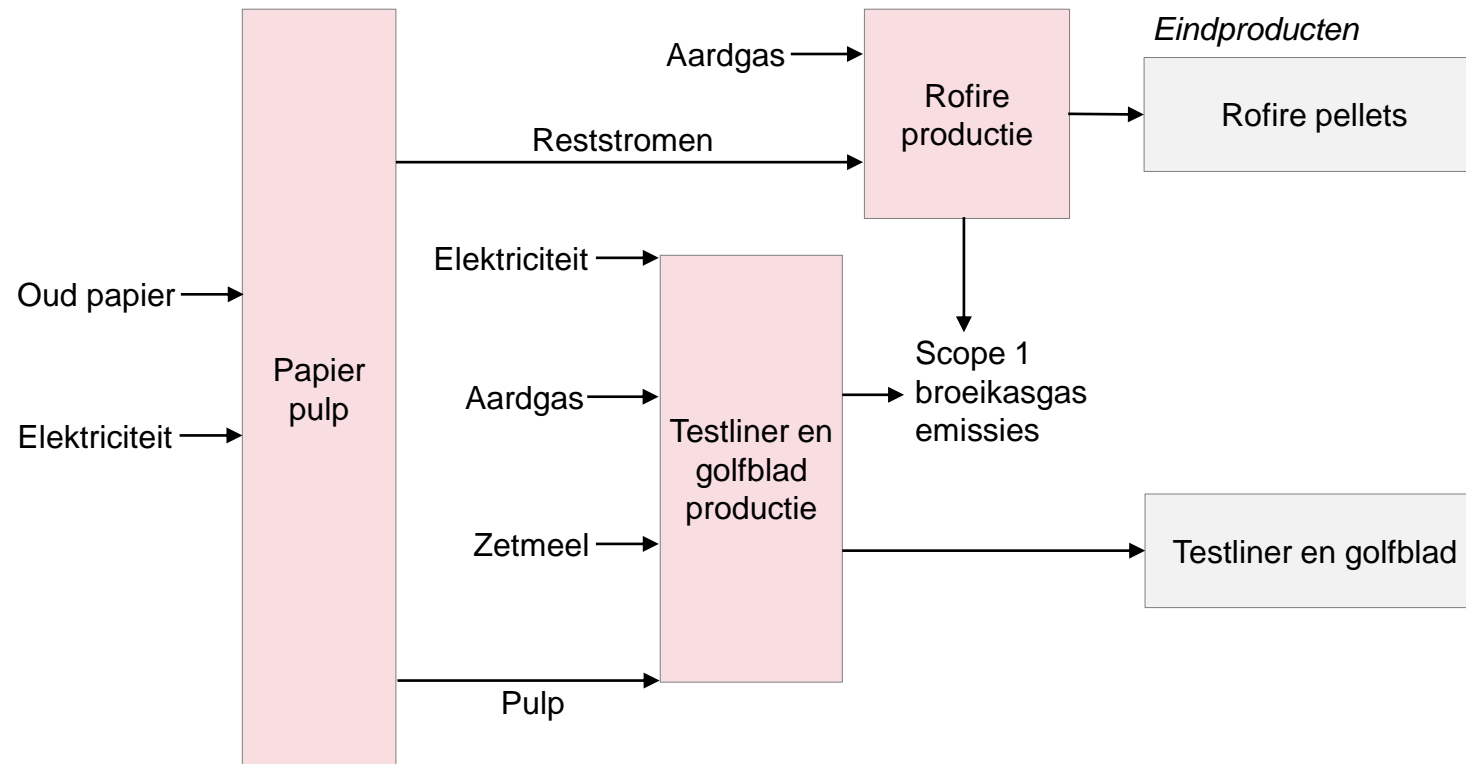 Eindproducten
Aardgas
Rofire
productie
Rofire pellets
Reststromen
Elektriciteit
Oud papier
Papier
pulp
Scope 1
broeikasgas
emissies
Aardgas
Elektriciteit
Testliner en
golfblad
productie
Zetmeel
Testliner en golfblad
Pulp